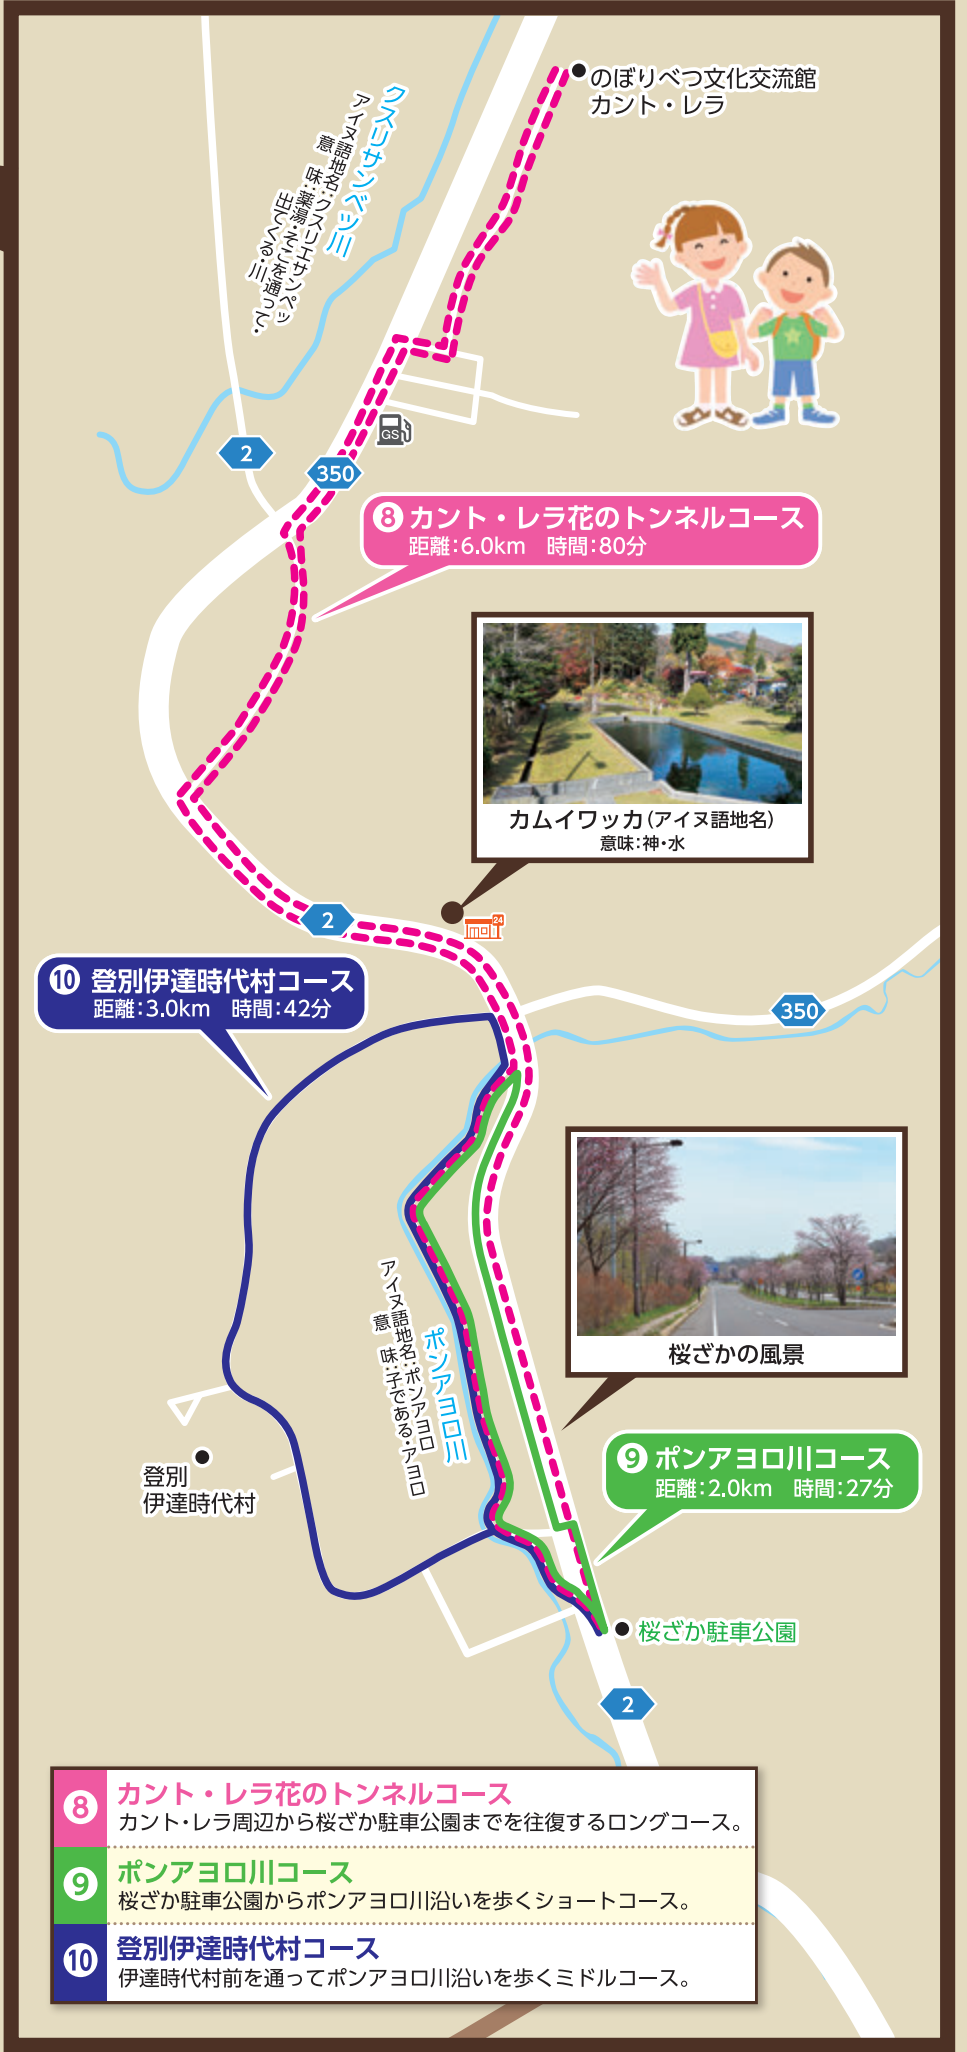 のぼりべつ文化交流館
カント・レラ
クスリサンベツ川
アイヌ語地名:クスリエサンペッ
意　味:薬湯・そこを通って・
出てくる・川
2
GS
350
8 カント・レラ花のトンネルコース
距離:6.0km　時間:80分
カムイワッカ(アイヌ語地名)
意味:神・水
24
2
10 登別伊達時代村コース
距離:3.0km　時間:42分
350
桜ざかの風景
ポンアヨロ川
アイヌ語地名:ポンアヨロ
意　味:子である・アヨロ
9 ポンアヨロ川コース
距離:2.0km　時間:27分
登別
伊達時代村
桜ざか駐車公園
2
8 カント・レラ花のトンネルコース
カント・レラ周辺から桜ざか駐車公園までを往復するロングコース。
9 ポンアヨロ川コース
桜ざか駐車公園からポンアヨロ川沿いを歩くショートコース。
10 登別伊達時代村コース
伊達時代村前を通ってポンアヨロ川沿いを歩くミドルコース。